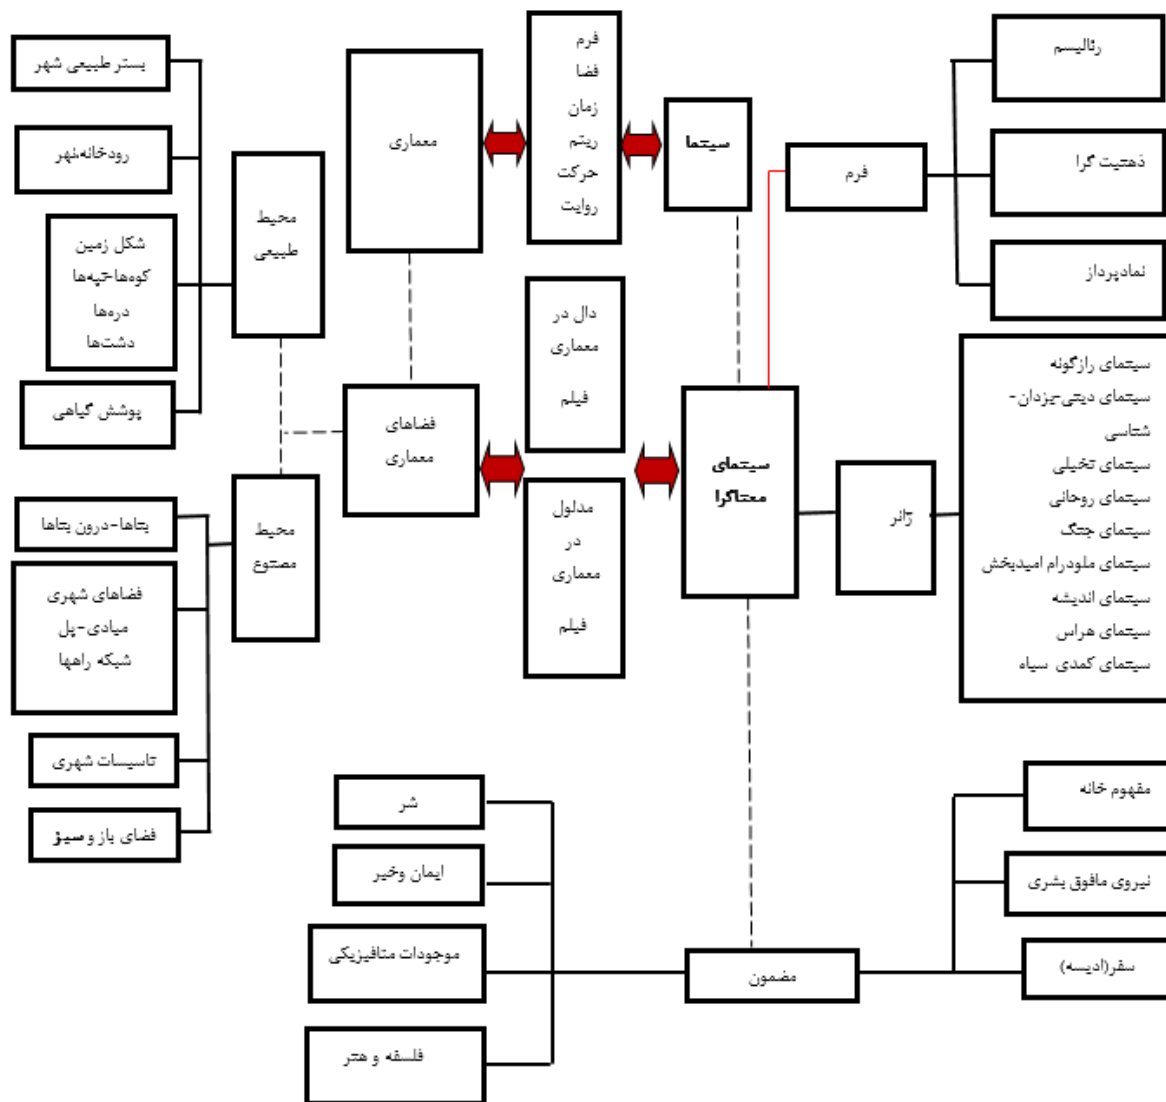 رئالیسم
ذهنیت گرا
نمادپرداز
فرم
سینما
فرم
فضا
زمان
ریتم
حرکت
روایت
معماری
محیط
طبیعی
بستر طبیعی شهر
رودخانه،نهر
شکل زمین
کوه‌ها-تپه‌ها
دره‌ها
دشت‌ها
پوشش گیاهی
سینمای رازگونه
سینمای دینی-یزدان-
شناسی
سینمای تخیلی
سینمای روحانی
سینمای جنگ
سینمای ملودرام امیدبخش
سینمای اندیشه
سینمای هراس
سینمای کمدی سیاه
ژانر
سینمای
معناگرا
دال در
معماری
فیلم
مدلول
در
معماری
فیلم
فضاهای
معماری
محیط
مصنوع
بناها-درون بناها
فضاهای شهری
میادی-پل
شبکه راهها
تاسیسات شهری
فضای باز و سبز
مفهوم خانه
نیروی مافوق بشری
سفر(ادیسه)
مضمون
شر
ایمان وخیر
موجودات متافیزیکی
فلسفه و هنر